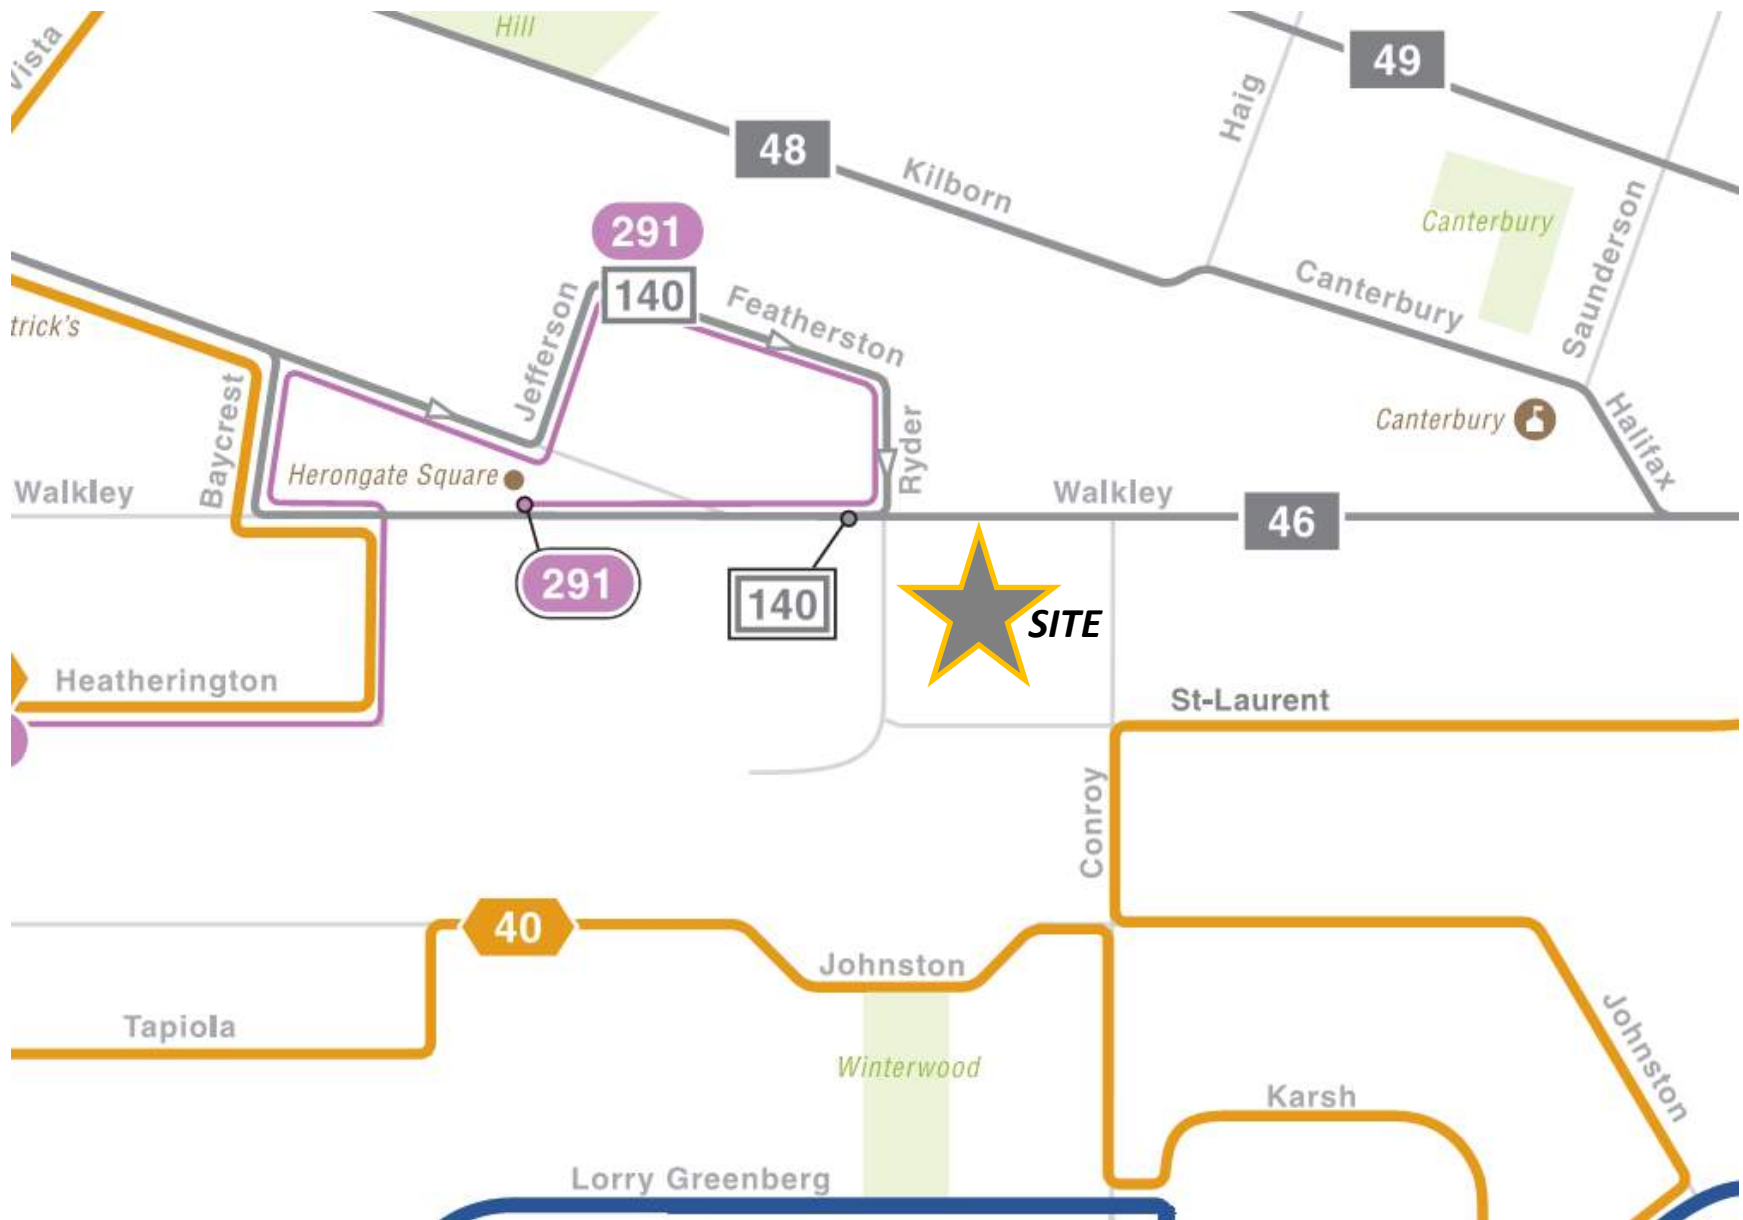 Hill
Vista
49
Haig
48
Kilborn
Canterbury
Saunderson
291
140
Canterbury
Featherston
Jefferson
trick's
Baycrest
Ryder
Canterbury
Halifax
Herongate Square
Walkley
Walkley
46
291
140
SITE
Heatherington
St-Laurent
Conroy
40
Johnston
Tapiola
Johnston
Winterwood
Karsh
Lorry Greenberg